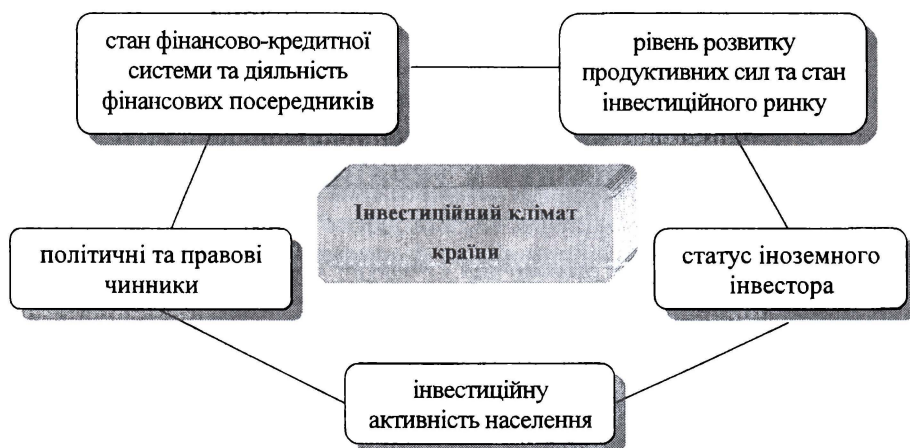 стан фінансово-кредитної
системи та діяльність
фінансових посередників
рівень розвитку
продуктивних сил та стан
інвестиційного ринку
Інвестиційний клімат
країни
політичні та правові
чинники
статус іноземного
інвестора
інвестиційну
активність населення